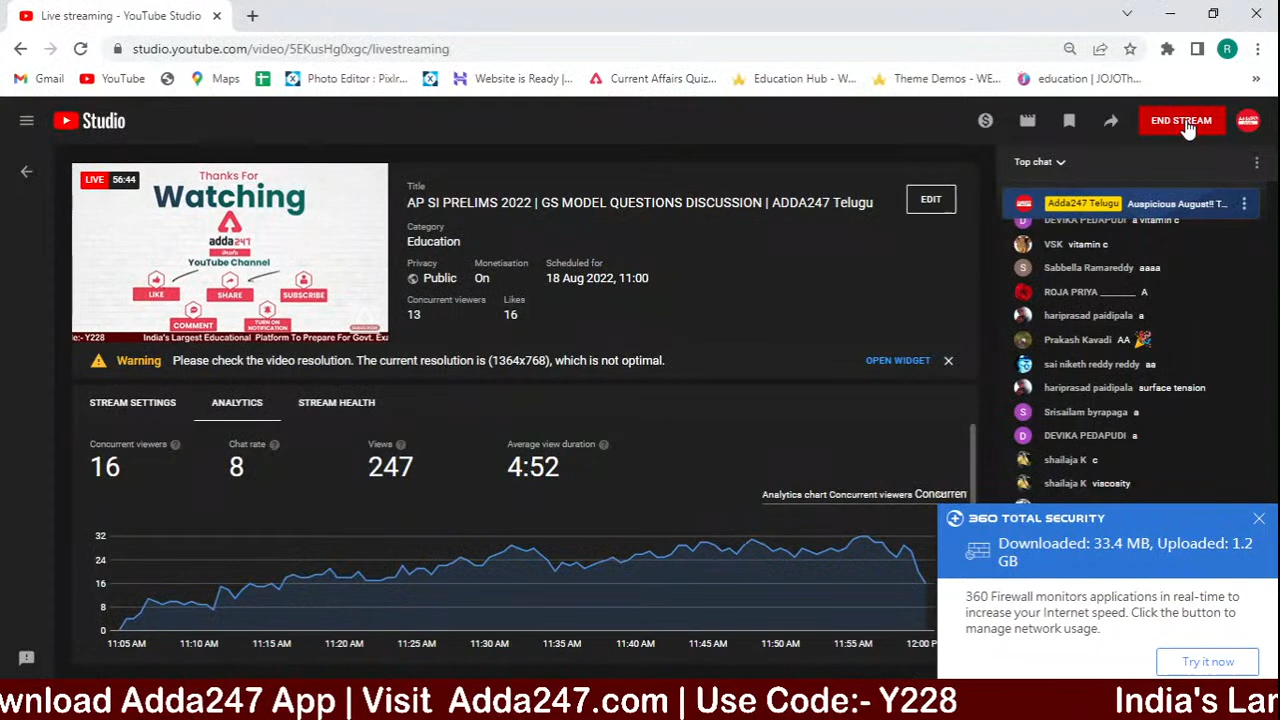 Live streaming - YouTube Studio
studio.youtube.com/video/5EKusHg0xgc/livestreaming
R
Gmail
YouTube
Maps
Photo Editor : Pixlr...
Website is Ready |...
Current Affairs Quiz...
Education Hub - W...
Theme Demos - WE...
education | JOJOTh...
Studio
END STREAM
LIVE 56:44
Thanks For
Watching
adda247
YouTube Channel
LIKE
SHARE
SUBSCRIBE
COMMENT
TURN ON
NOTIFICATION
de:- Y228
India's Largest Educational Platform To Prepare For Govt. Exa
Title
AP SI PRELIMS 2022 | GS MODEL QUESTIONS DISCUSSION | ADDA247 Telugu
EDIT
Category
Education
Privacy
Public
Monetisation
On
Scheduled for
18 Aug 2022, 11:00
Concurrent viewers
13
Likes
16
Warning Please check the video resolution. The current resolution is (1364x768), which is not optimal.
OPEN WIDGET
STREAM SETTINGS
ANALYTICS
STREAM HEALTH
Concurrent viewers
16
Chat rate
8
Views
247
Average view duration
4:52
Analytics chart Concurrent viewers Concurren
32
24
16
8
0
11:05 AM
11:10 AM
11:15 AM
11:20 AM
11:25 AM
11:30 AM
11:35 AM
11:40 AM
11:45 AM
11:50 AM
11:55 AM
12:00 P
Top chat
Adda247 Telugu Auspicious August!! T...
D DEVIKA PEDAPUDI a vitamin c
VSK vitamin c
S Sabbella Ramareddy aaaa
ROJA PRIYA ________ A
hariprasad paidipala a
Prakash Kavadi AA
sai niketh reddy reddy aa
hariprasad paidipala surface tension
S Srisailam byrapaga a
D DEVIKA PEDAPUDI a
shailaja K c
shailaja K viscosity
360 TOTAL SECURITY
Downloaded: 33.4 MB, Uploaded: 1.2
GB
360 Firewall monitors applications in real-time to
increase your Internet speed. Click the button to
manage network usage.
Try it now
wnload Adda247 App | Visit Adda247.com | Use Code:- Y228
India's Lar